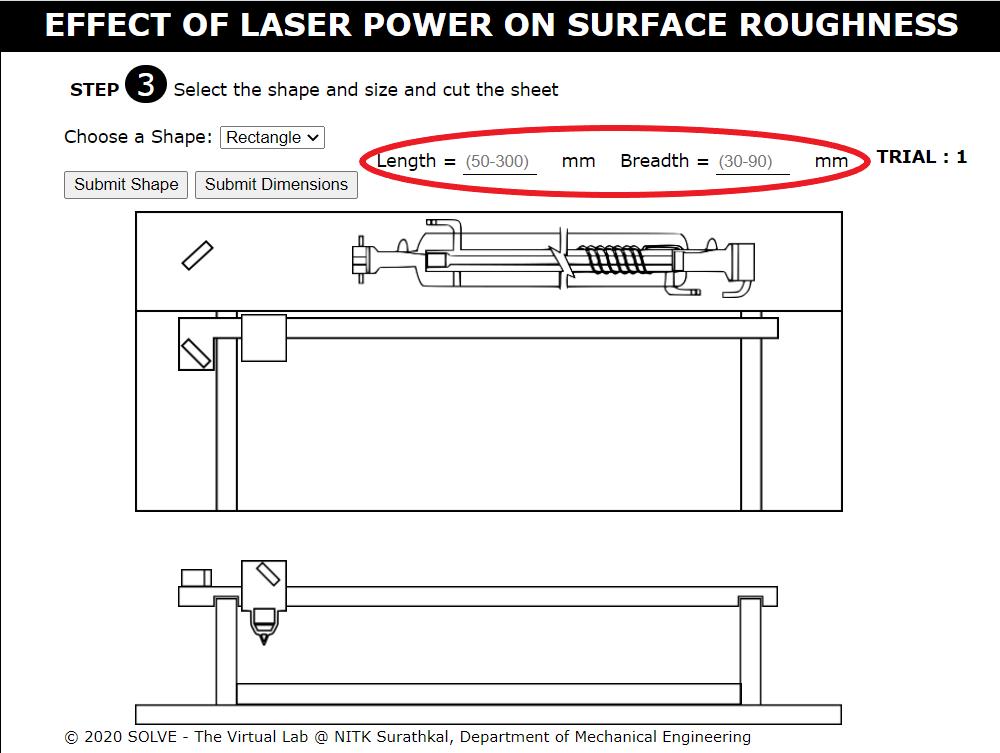 EFFECT OF LASER POWER ON SURFACE ROUGHNESS
STEP 3 Select the shape and size and cut the sheet
Choose a Shape: Rectangle
Length = (50-300) mm Breadth = (30-90) mm TRIAL : 1
Submit Shape Submit Dimensions
© 2020 SOLVE - The Virtual Lab @ NITK Surathkal, Department of Mechanical Engineering